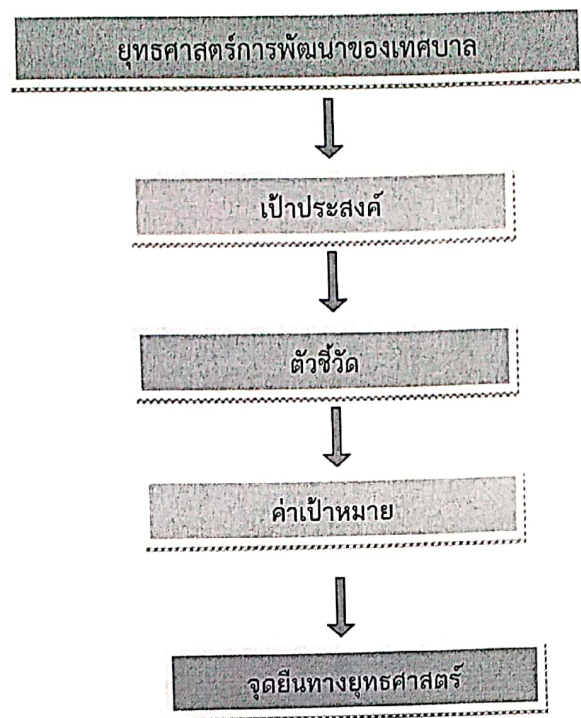 ยุทธศาสตร์การพัฒนาของเทศบาล
เป้าประสงค์
ตัวชี้วัด
ค่าเป้าหมาย
จุดยืนทางยุทธศาสตร์